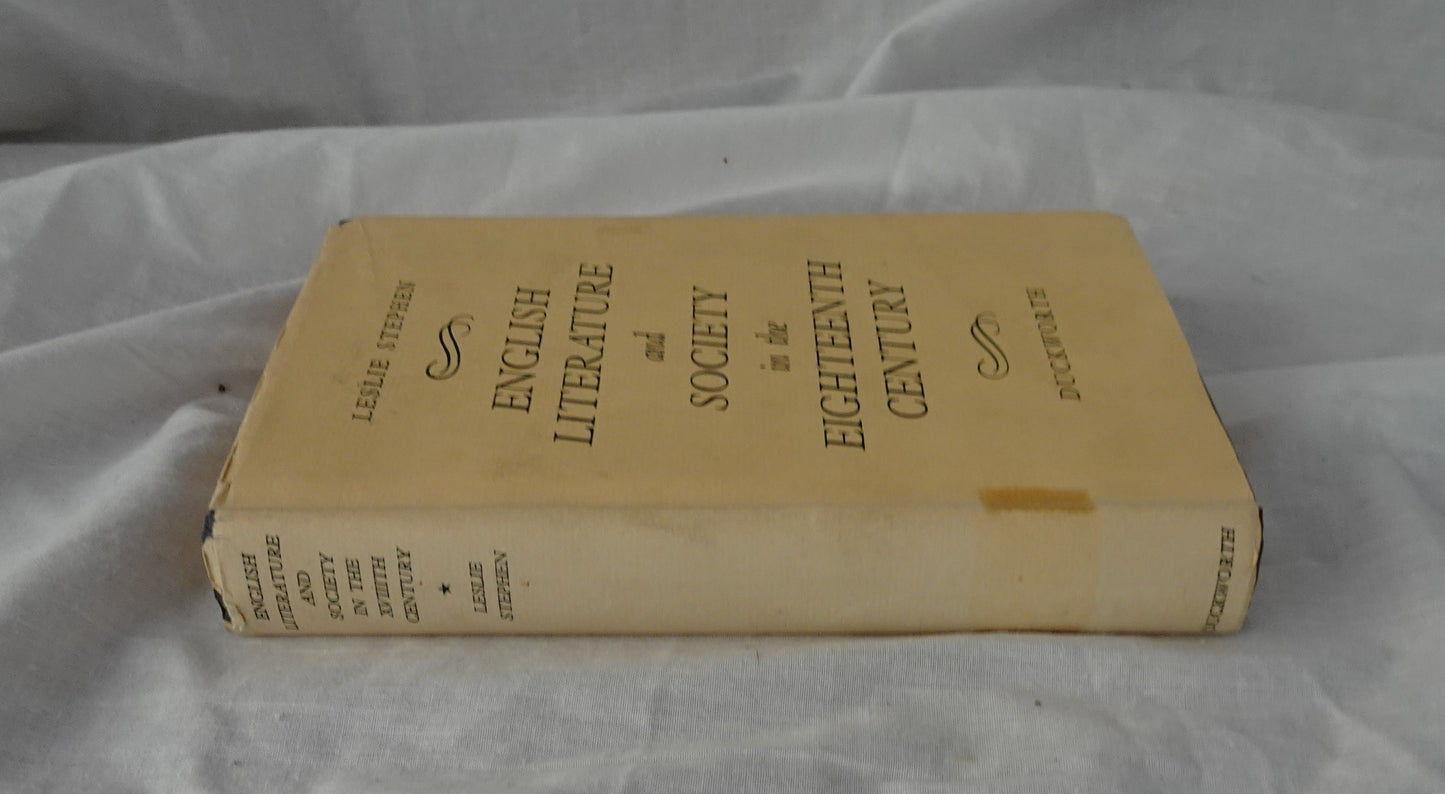 LESLIE STEPHEN
ENGLISH
LITERATURE
and
SOCIETY
in the
EIGHTEENTH
CENTURY
DUCKWORTH
ENGLISH
LITERATURE
AND
SOCIETY
IN THE
XVIIITH
CENTURY
★
LESLIE
STEPHEN
DUCKWORTH